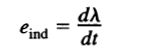 e_ind = dλ/dt